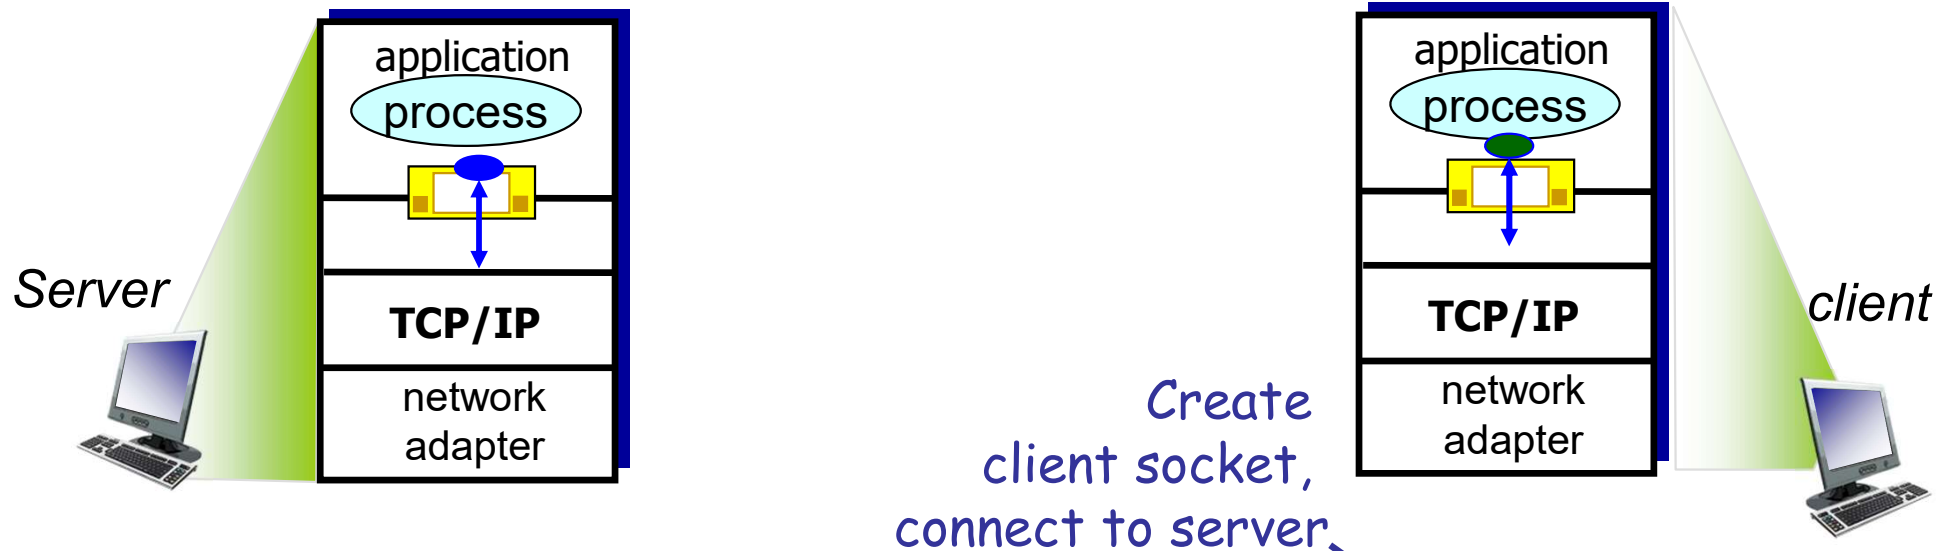 application
process
Server
TCP/IP
network
adapter
Create
client socket,
connect to server
application
process
client
TCP/IP
network
adapter